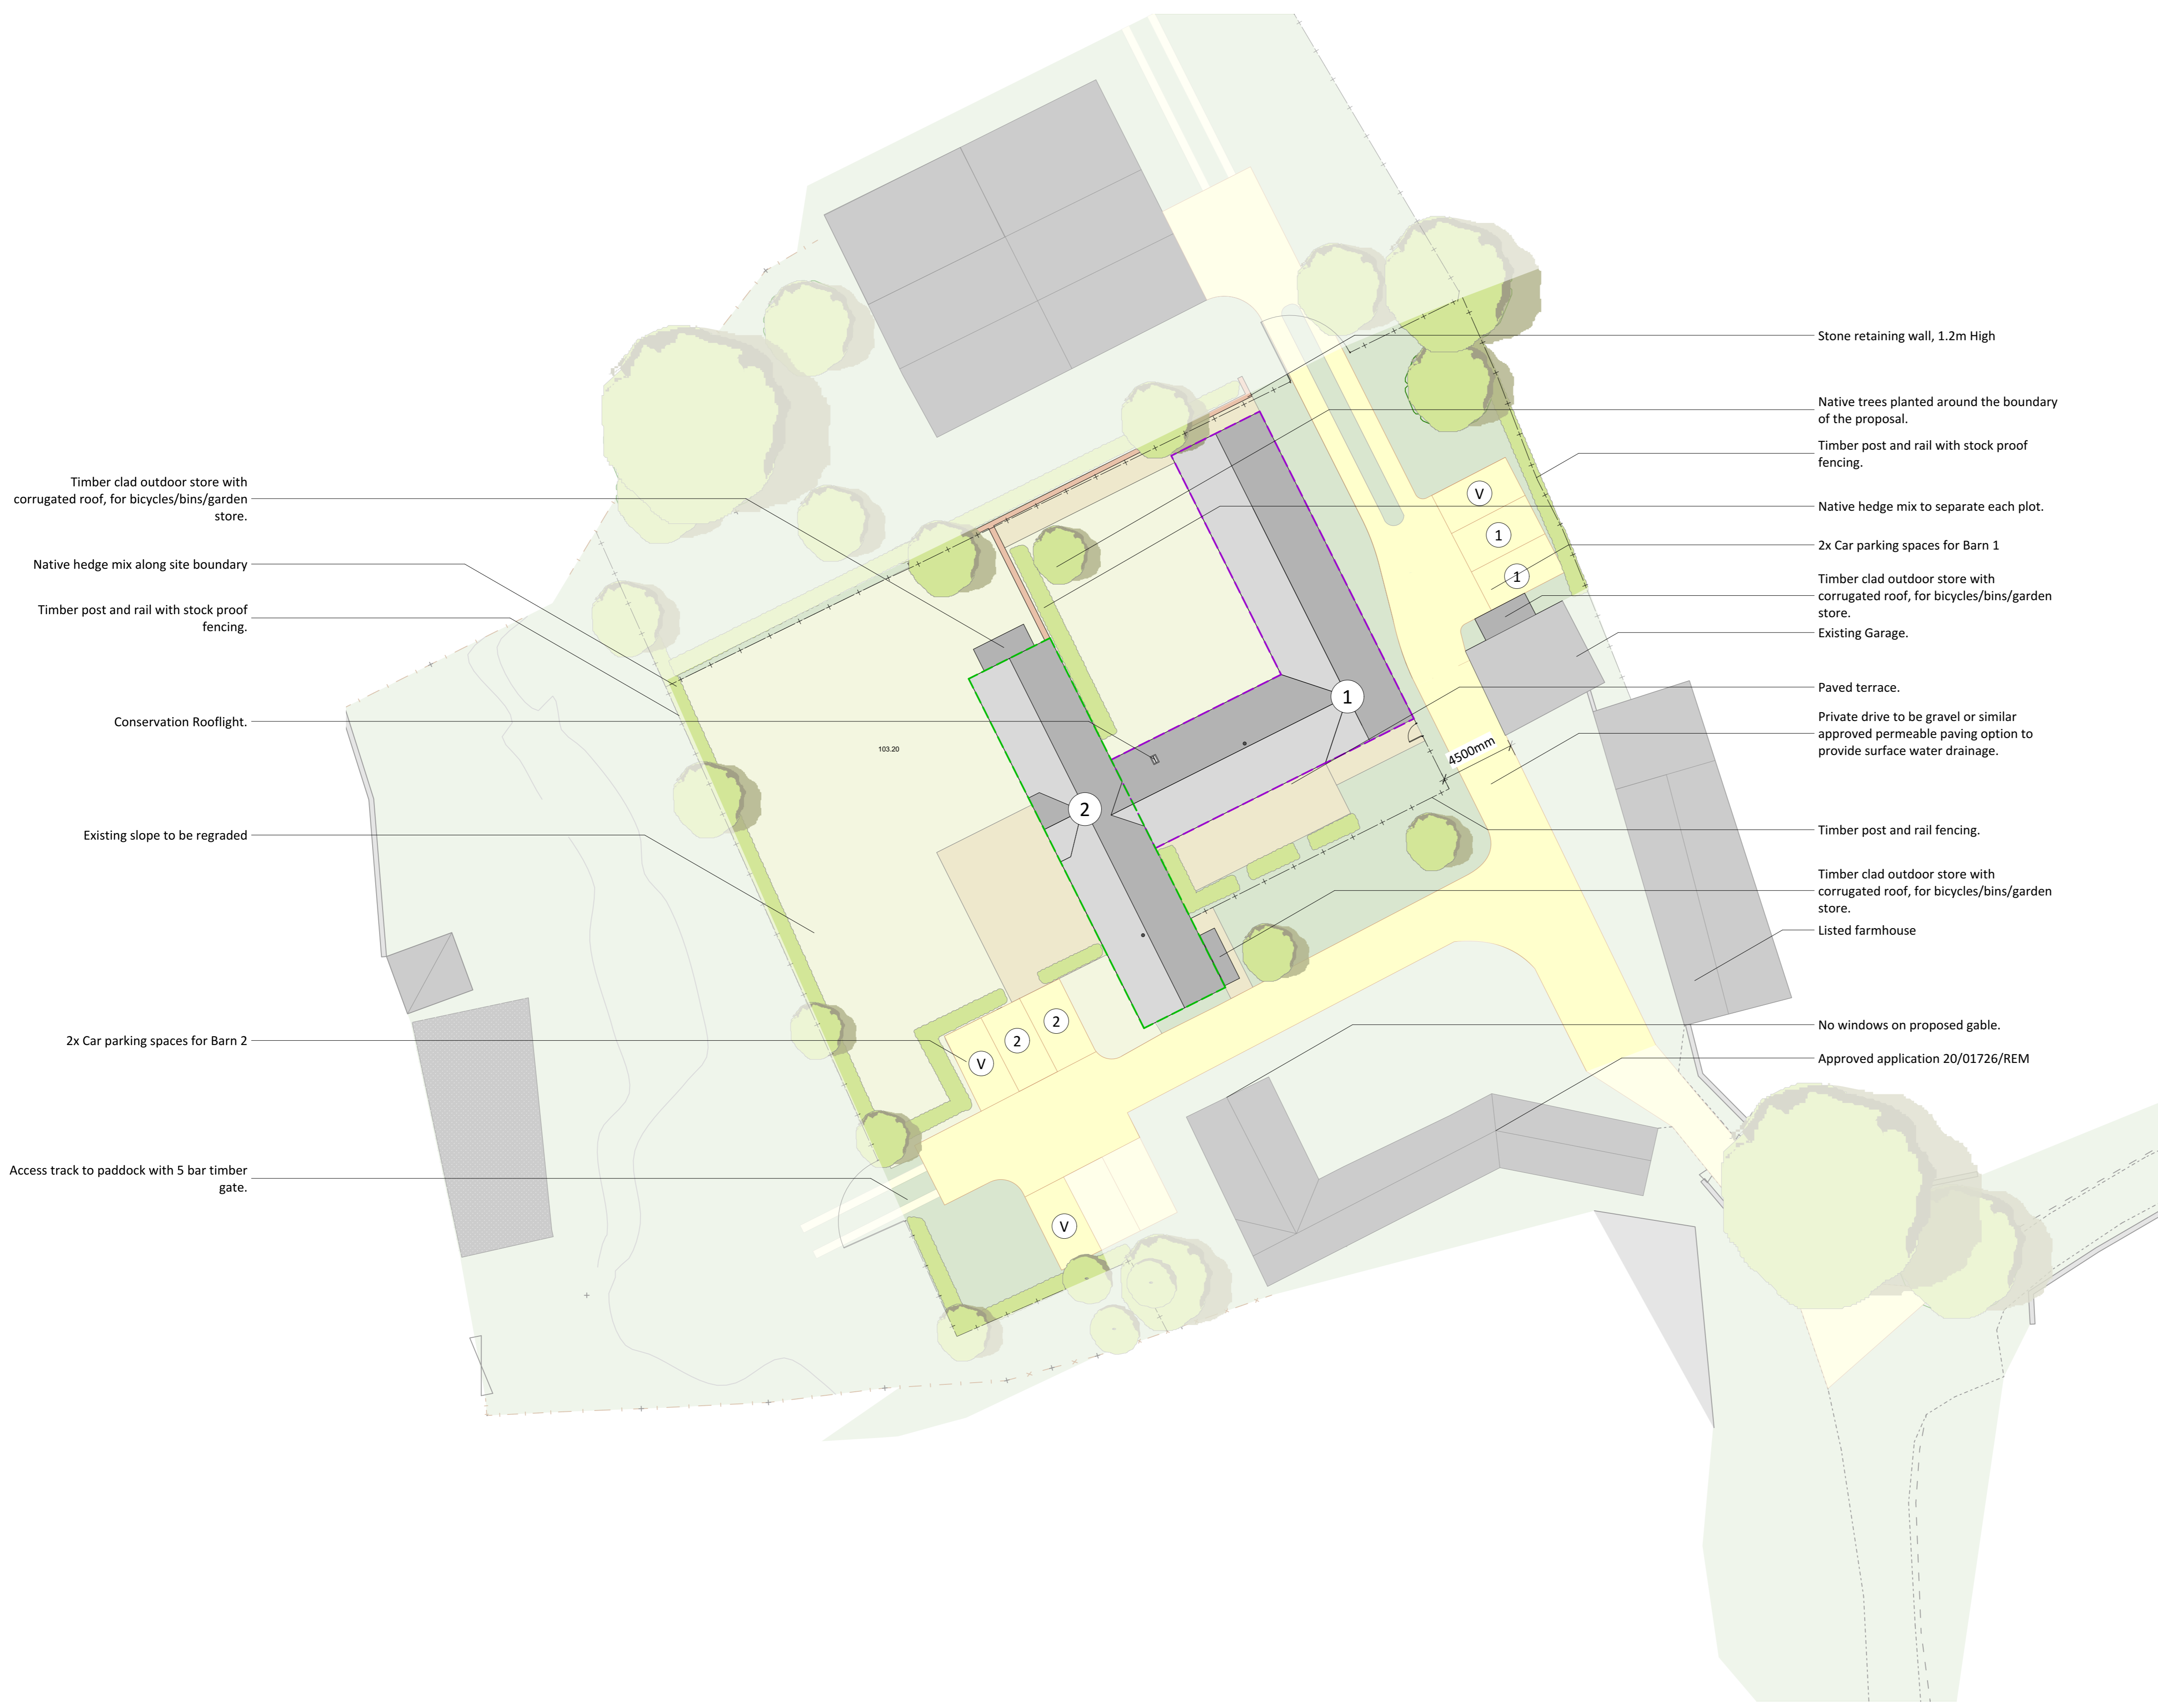 Timber clad outdoor store with
corrugated roof, for bicycles/bins/garden
store.
Native hedge mix along site boundary
Timber post and rail with stock proof
fencing.
Conservation Rooflight.
Existing slope to be regraded
2x Car parking spaces for Barn 2
Access track to paddock with 5 bar timber
gate.
103.20
1
2
V
1
1
4500mm
2
2
V
V
Stone retaining wall, 1.2m High
Native trees planted around the boundary
of the proposal.
Timber post and rail with stock proof
fencing.
Native hedge mix to separate each plot.
2x Car parking spaces for Barn 1
Timber clad outdoor store with
corrugated roof, for bicycles/bins/garden
store.
Existing Garage.
Paved terrace.
Private drive to be gravel or similar
approved permeable paving option to
provide surface water drainage.
Timber post and rail fencing.
Timber clad outdoor store with
corrugated roof, for bicycles/bins/garden
store.
Listed farmhouse
No windows on proposed gable.
Approved application 20/01726/REM